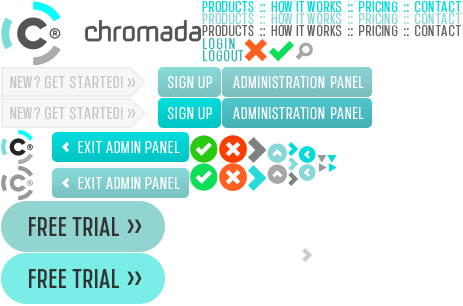 C® chromada
PRODUCTS :: HOW IT WORKS :: PRICING :: CONTACT
PRODUCTS :: HOW IT WORKS :: PRICING :: CONTACT
PRODUCTS :: HOW IT WORKS :: PRICING :: CONTACT
LOGIN
LOGOUT
NEW? GET STARTED! »
SIGN UP
ADMINISTRATION PANEL
NEW? GET STARTED! »
SIGN UP
ADMINISTRATION PANEL
C®
EXIT ADMIN PANEL
C®
EXIT ADMIN PANEL
FREE TRIAL »
FREE TRIAL »